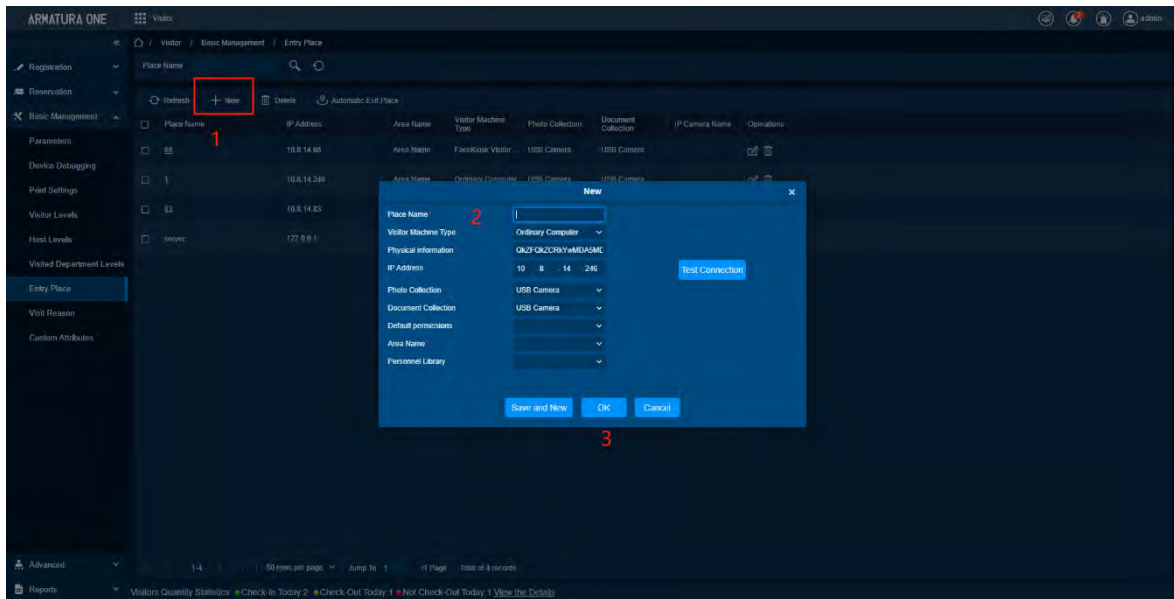 ARMATURA ONE
Visitor
admin
/ Visitor / Basic Management / Entry Place
Registration
Place Name
Reservation
Refresh
New
Delete
Automatic Exit Place
Basic Management
Place Name
IP Address
Area Name
Visitor Machine Type
Photo Collection
Document Collection
IP Camera Name
Operations
1
Parameters
10.8.14.68
Area Name
FaceKiosk Visitor ...
USB Camera
USB Camera
Device Debugging
1
10.8.14.246
Area Name
Ordinary Computer
USB Camera
USB Camera
Print Settings
New
×
Visitor Levels
83
10.8.14.83
Place Name
2
Visitor Machine Type
Ordinary Computer
Host Levels
server
127.0.0.1
Physical information
Visited Department Levels
IP Address
10 . 8 . 14 . 246
Test Connection
Entry Place
Photo Collection
USB Camera
Visit Reason
Document Collection
USB Camera
Default permissions
Custom Attributes
Area Name
Personnel Library
Save and New
OK
Cancel
3
Advanced
1-4
50 rows per page
Jump To 1
/1 Page
Total of 4 records
Reports
Visitors Quantity Statistics Check-In Today:2 Check-Out Today:1 Not Check-Out Today:1 View the Details